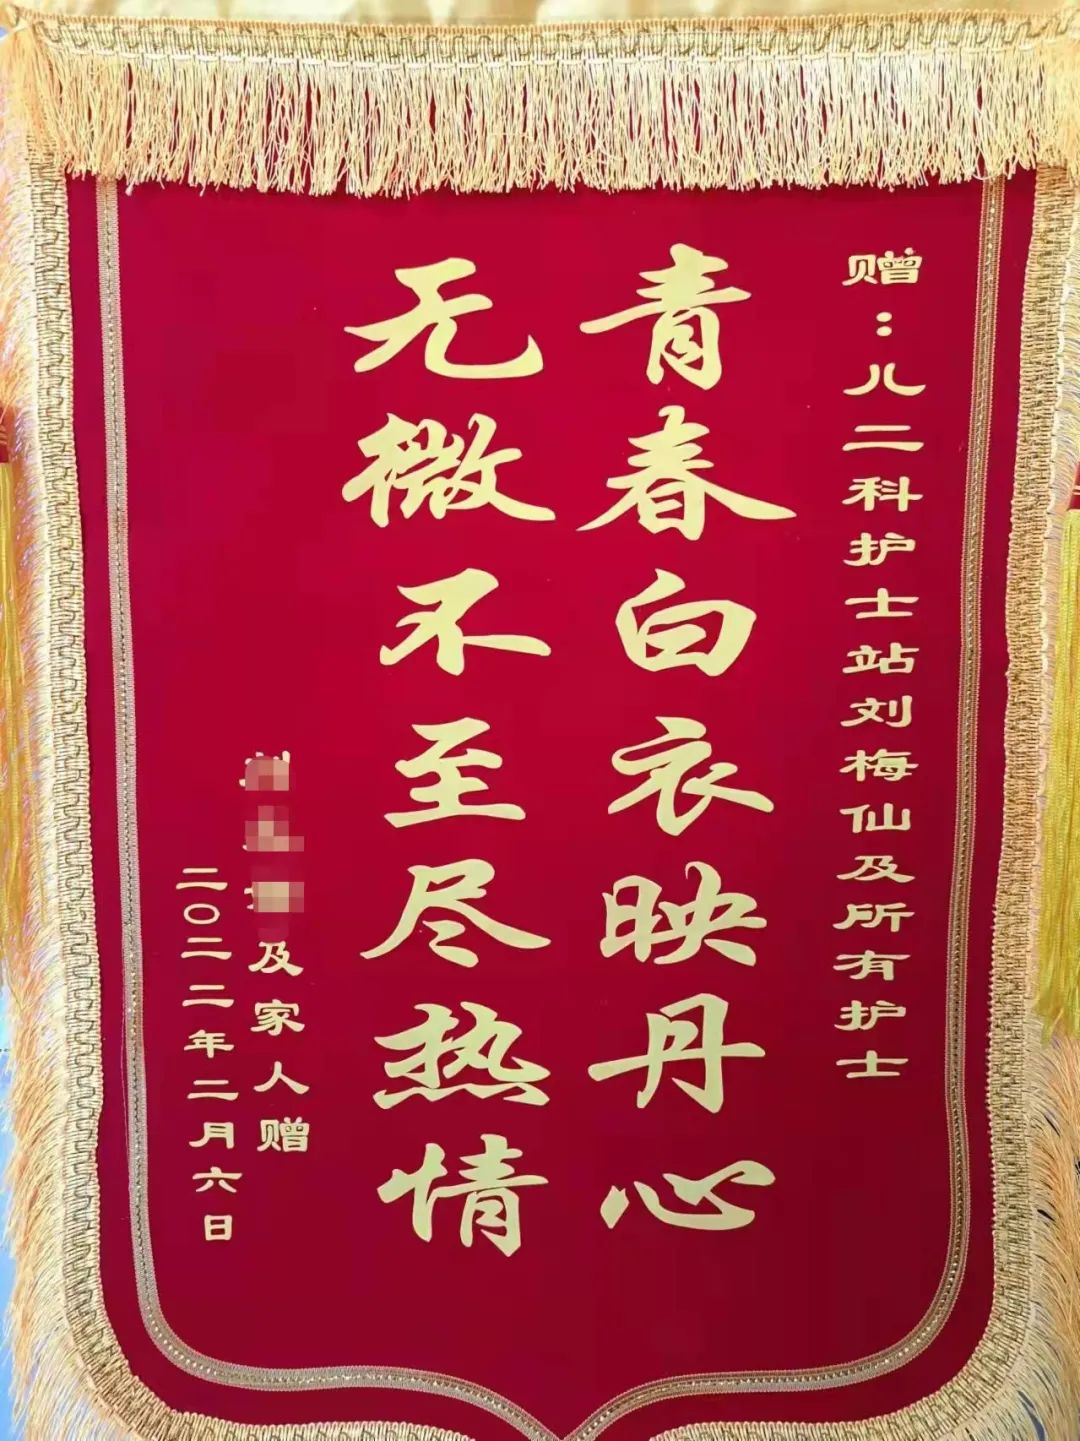 赠：儿二科护士站刘梅仙及所有护士
青春白衣映丹心
无微不至尽热情
及家人赠
二〇二二年二月六日